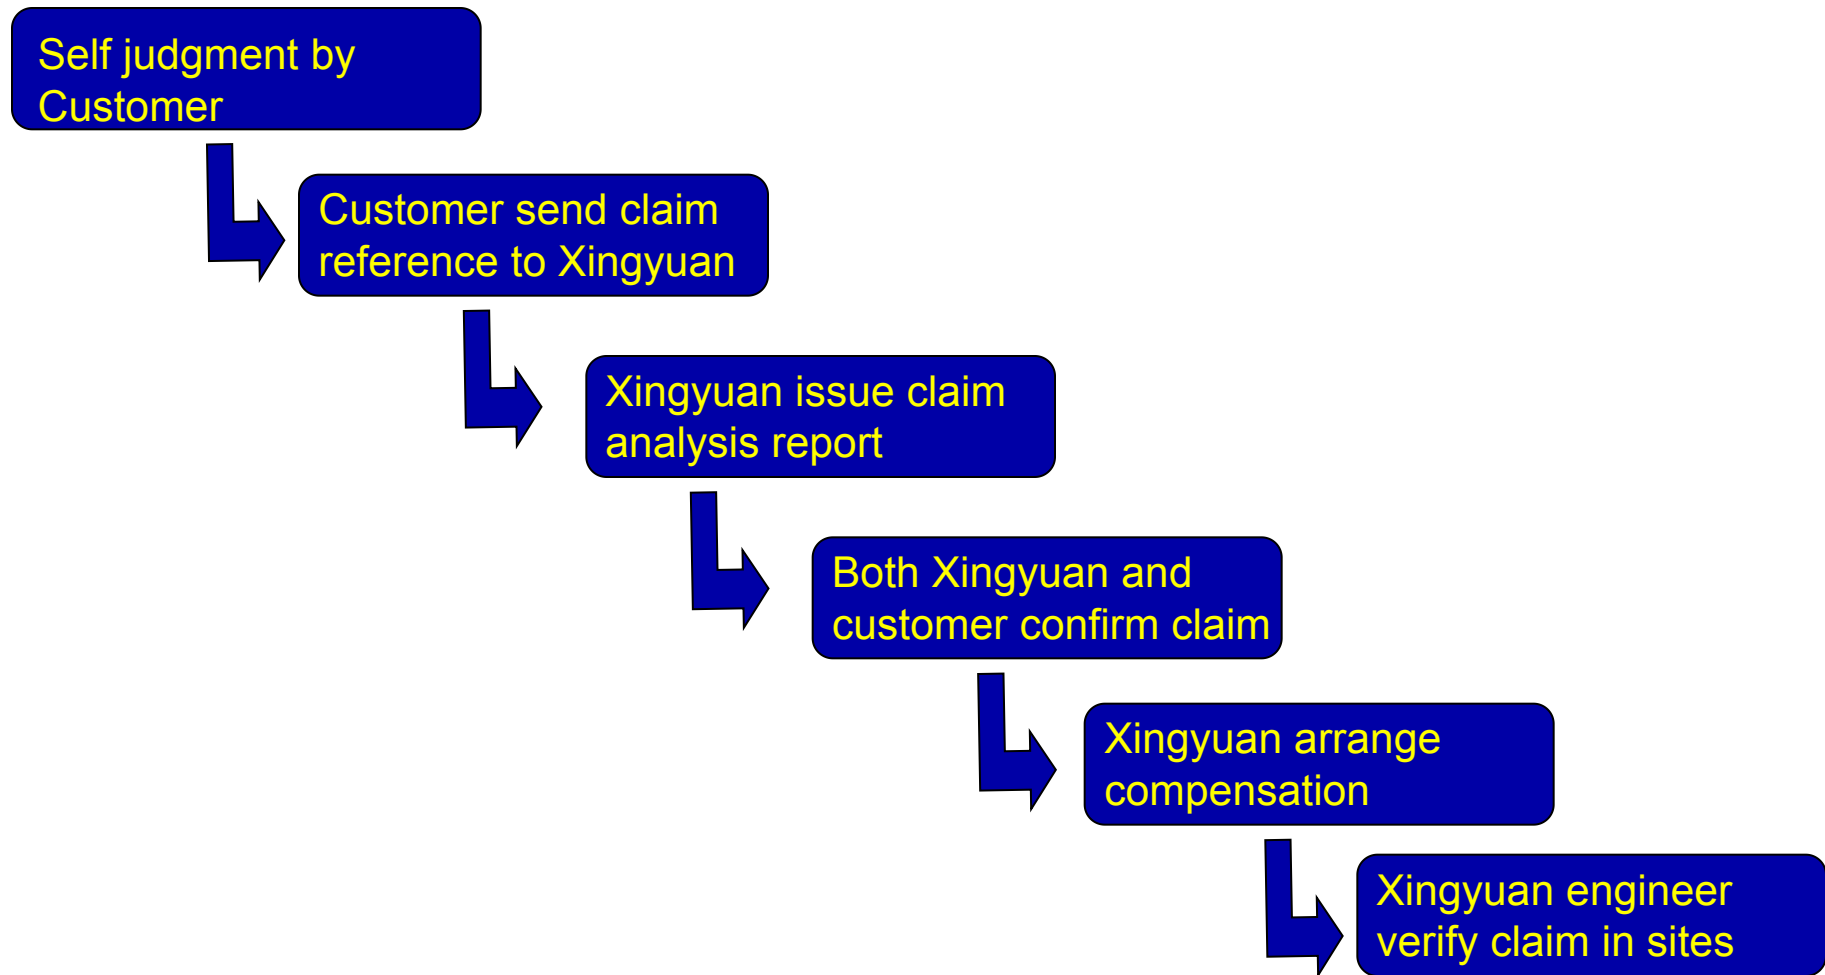 Self judgment by
Customer
Customer send claim
reference to Xingyuan
Xingyuan issue claim
analysis report
Both Xingyuan and
customer confirm claim
Xingyuan arrange
compensation
Xingyuan engineer
verify claim in sites